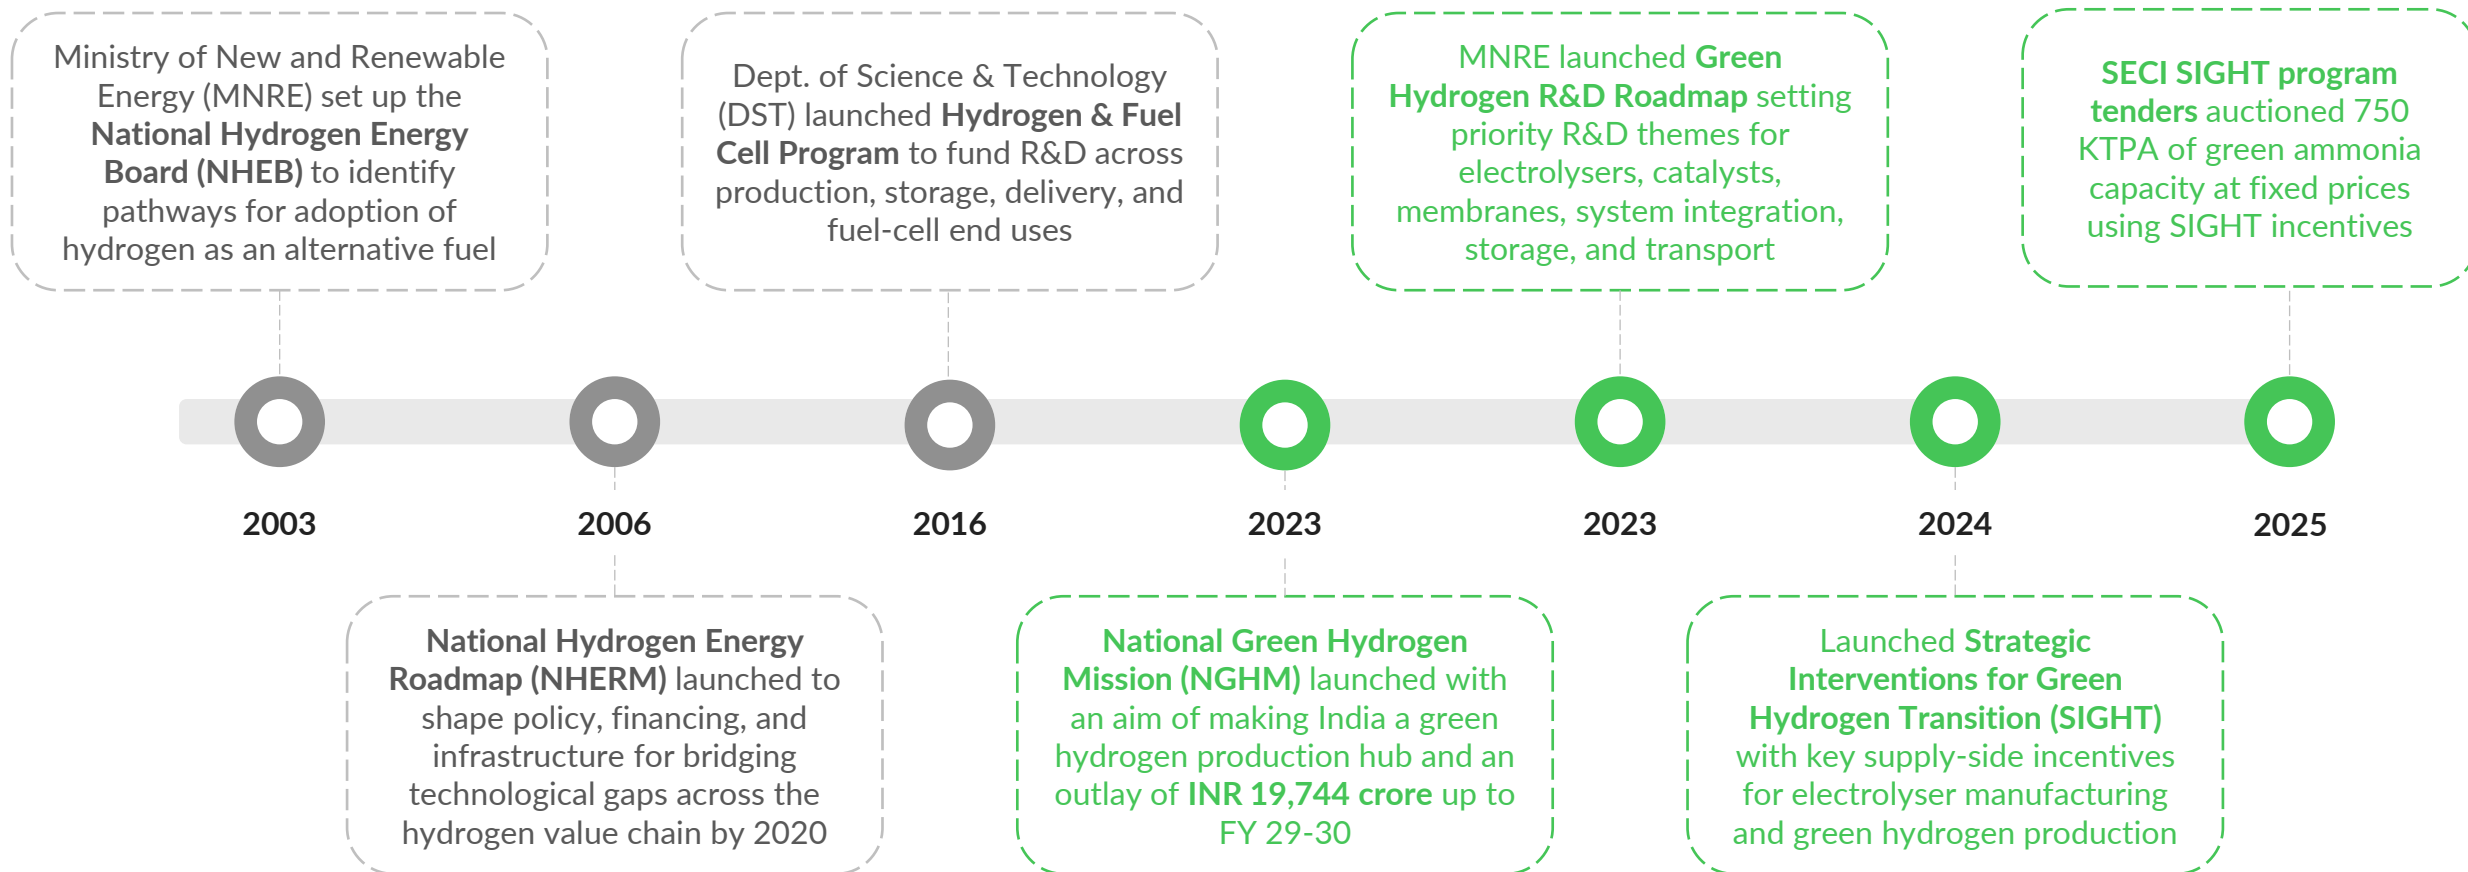 Ministry of New and Renewable
Energy (MNRE) set up the
National Hydrogen Energy
Board (NHEB) to identify
pathways for adoption of
hydrogen as an alternative fuel
Dept. of Science & Technology
(DST) launched Hydrogen & Fuel
Cell Program to fund R&D across
production, storage, delivery, and
fuel-cell end uses
MNRE launched Green
Hydrogen R&D Roadmap setting
priority R&D themes for
electrolysers, catalysts,
membranes, system integration,
storage, and transport
SECI SIGHT program
tenders auctioned 750
KTPA of green ammonia
capacity at fixed prices
using SIGHT incentives
2003
2006
2016
2023
2023
2024
2025
National Hydrogen Energy
Roadmap (NHERM) launched to
shape policy, financing, and
infrastructure for bridging
technological gaps across the
hydrogen value chain by 2020
National Green Hydrogen
Mission (NGHM) launched with
an aim of making India a green
hydrogen production hub and an
outlay of INR 19,744 crore up to
FY 29-30
Launched Strategic
Interventions for Green
Hydrogen Transition (SIGHT)
with key supply-side incentives
for electrolyser manufacturing
and green hydrogen production